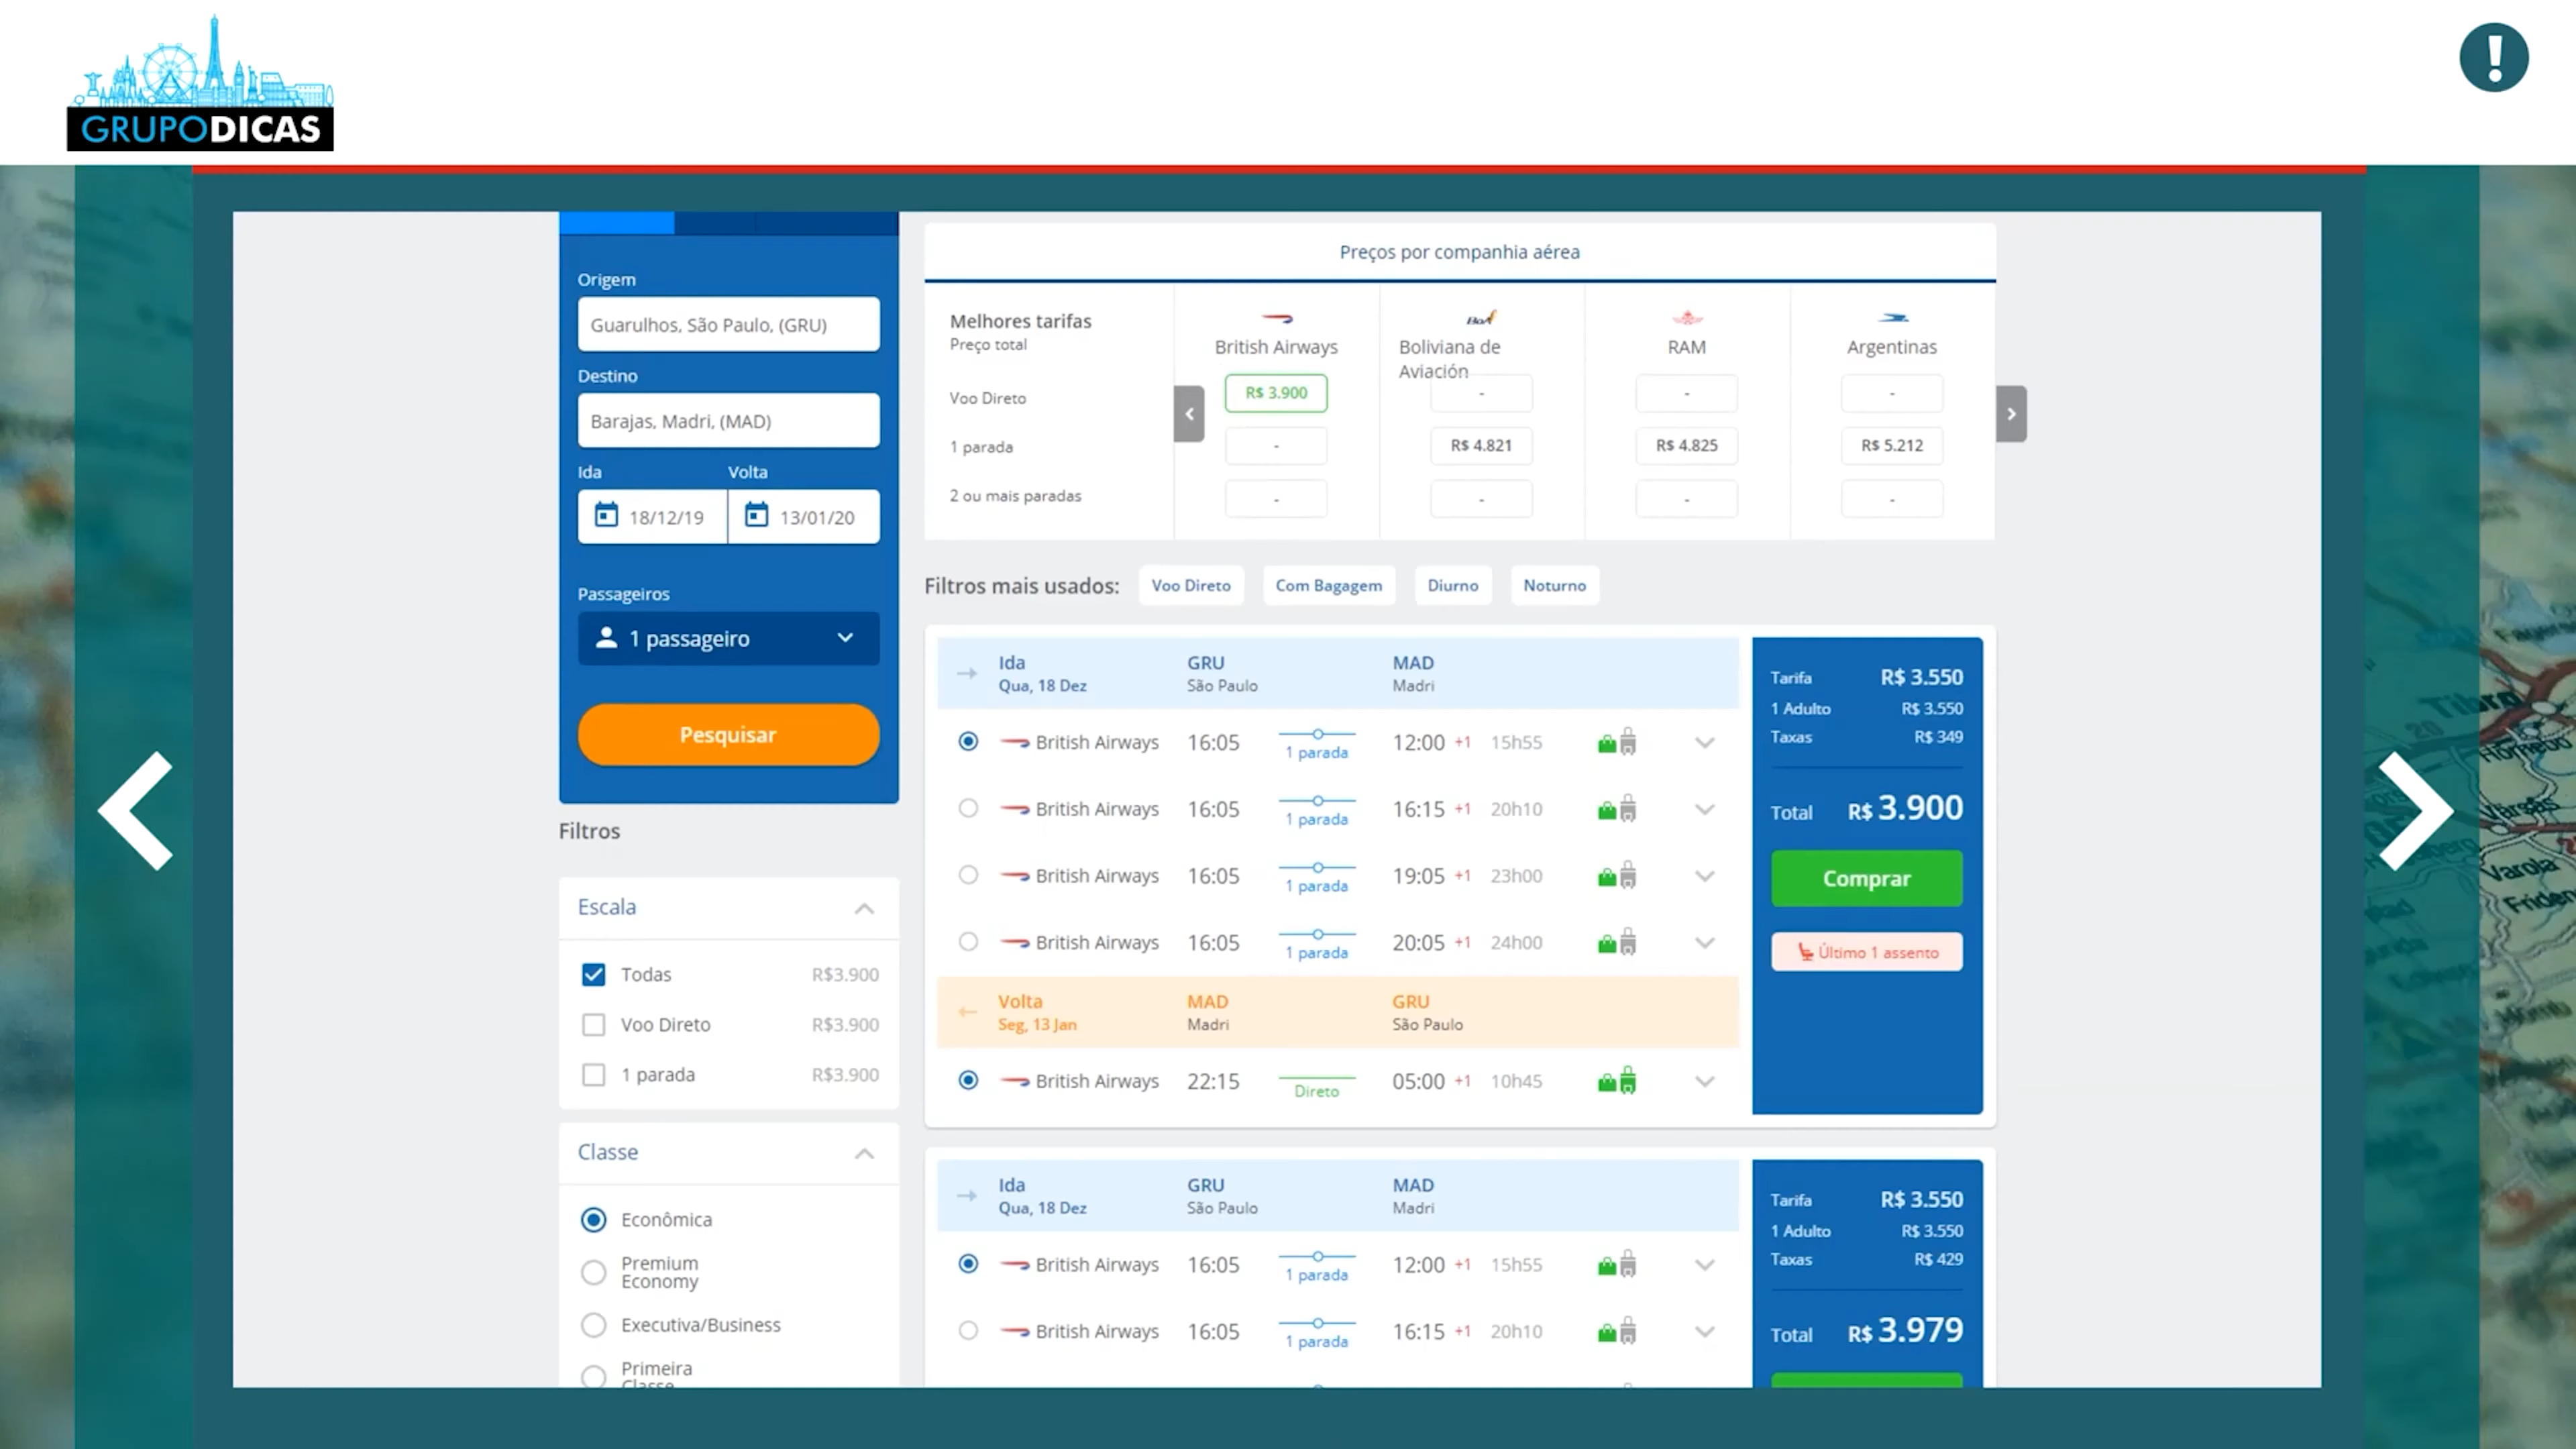 GRUPODICAS
Origem
Guarulhos, São Paulo, (GRU)
Destino
Barajas, Madri, (MAD)
Ida Volta
18/12/19 13/01/20
Passageiros
1 passageiro
Pesquisar
Filtros
Escala
Todas R$3.900
Voo Direto R$3.900
1 parada R$3.900
Classe
Econômica
Premium
Economy
Executiva/Business
Primeira
Classe
Preços por companhia aérea
Melhores tarifas
Preço total
British Airways Boliviana de Aviación RAM Argentinas
Voo Direto R$ 3.900 - - -
1 parada - R$ 4.821 R$ 4.825 R$ 5.212
2 ou mais paradas - - - -
Filtros mais usados: Voo Direto Com Bagagem Diurno Noturno
Ida GRU MAD
Qua, 18 Dez São Paulo Madri
British Airways 16:05 1 parada 12:00 +1 15h55
British Airways 16:05 1 parada 16:15 +1 20h10
British Airways 16:05 1 parada 19:05 +1 23h00
British Airways 16:05 1 parada 20:05 +1 24h00
Volta MAD GRU
Seg, 13 Jan Madri São Paulo
British Airways 22:15 Direto 05:00 +1 10h45
Tarifa R$ 3.550
1 Adulto R$ 3.550
Taxas R$ 349
Total R$ 3.900
Comprar
Último 1 assento
Ida GRU MAD
Qua, 18 Dez São Paulo Madri
British Airways 16:05 1 parada 12:00 +1 15h55
British Airways 16:05 1 parada 16:15 +1 20h10
Tarifa R$ 3.550
1 Adulto R$ 3.550
Taxas R$ 429
Total R$ 3.979
Varola